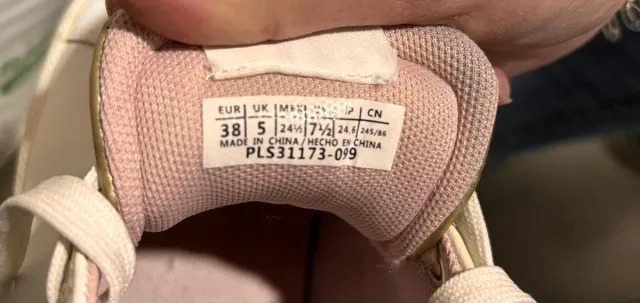 EUR UK CN
38 5 24½ 7½ 24,6 245/86
MADE IN CHINA/HECHO EN CHINA
PLS31173-099